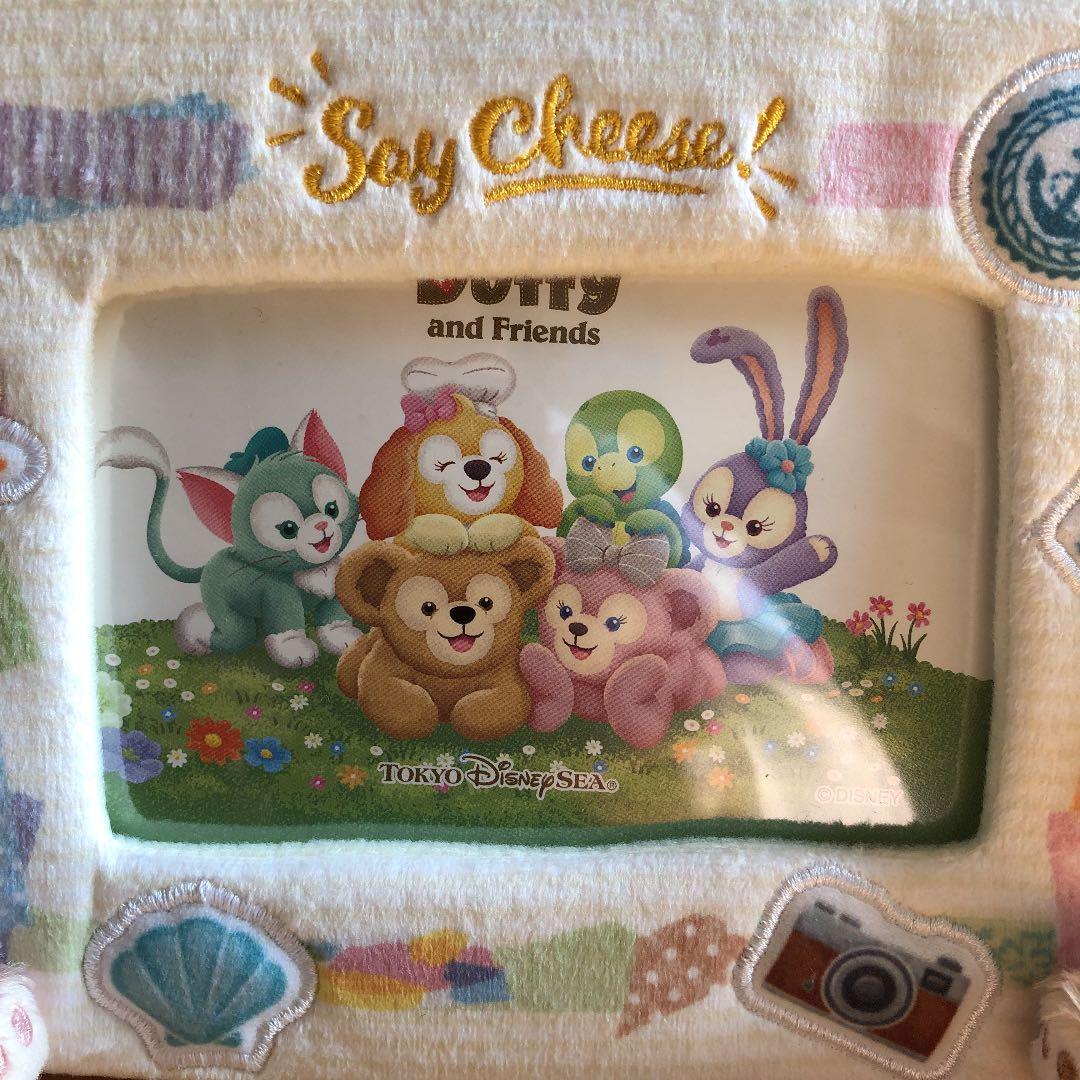 Say Cheese!
Duffy
and Friends
TOKYO DISNEYSEA®
©DISNEY